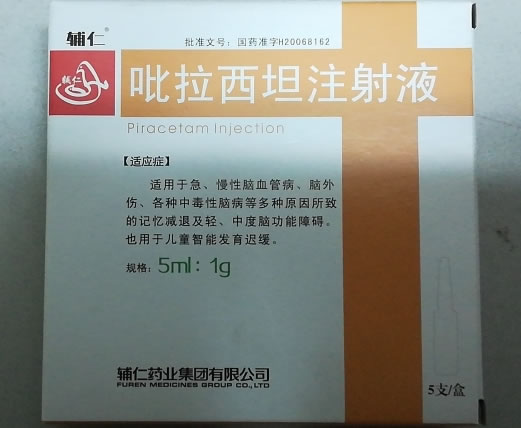 辅仁®
批准文号：国药准字H20068162
辅仁
吡拉西坦注射液
Piracetam Injection
【适应症】
适用于急、慢性脑血管病、脑外
伤、各种中毒性脑病等多种原因所致
的记忆减退及轻、中度脑功能障碍。
也用于儿童智能发育迟缓。
规格：5ml：1g
辅仁药业集团有限公司
FUREN MEDICINES GROUP CO.,LTD
5支/盒